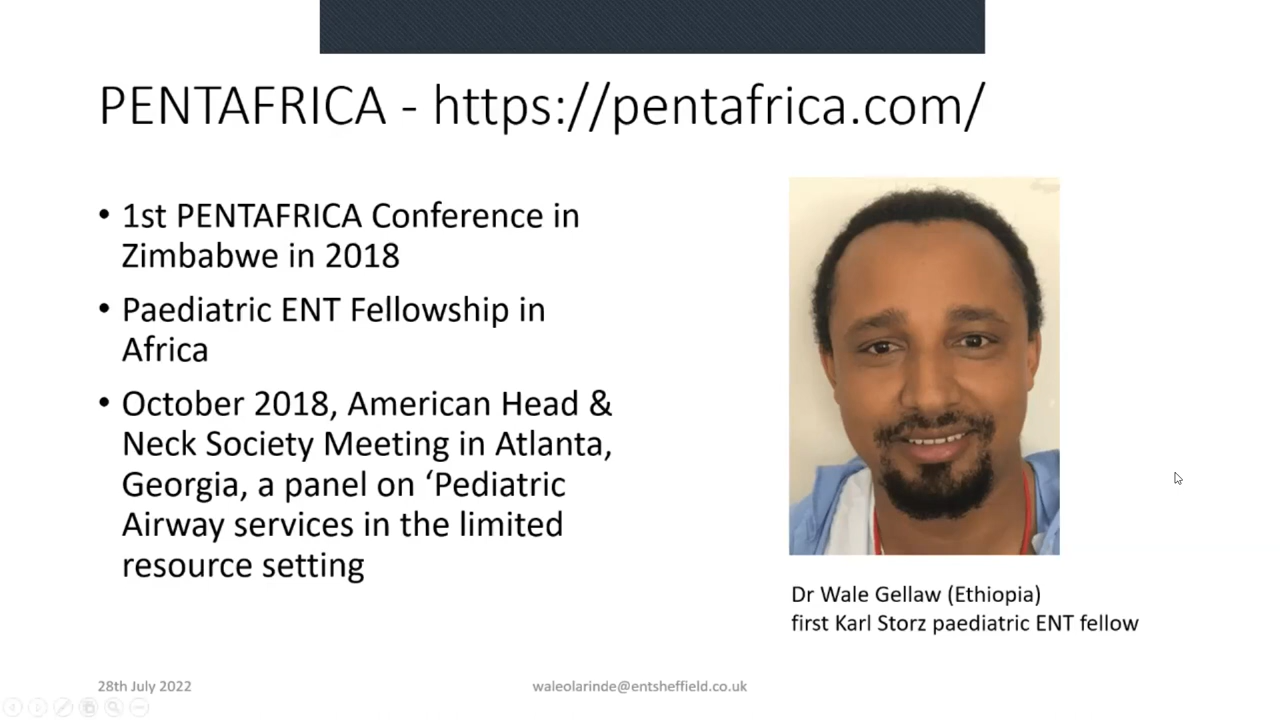 PENTAFRICA - https://pentafrica.com/
• 1st PENTAFRICA Conference in
Zimbabwe in 2018
• Paediatric ENT Fellowship in
Africa
• October 2018, American Head &
Neck Society Meeting in Atlanta,
Georgia, a panel on ‘Pediatric
Airway services in the limited
resource setting
Dr Wale Gellaw (Ethiopia)
first Karl Storz paediatric ENT fellow
28th July 2022
waleolarinde@entsheffield.co.uk